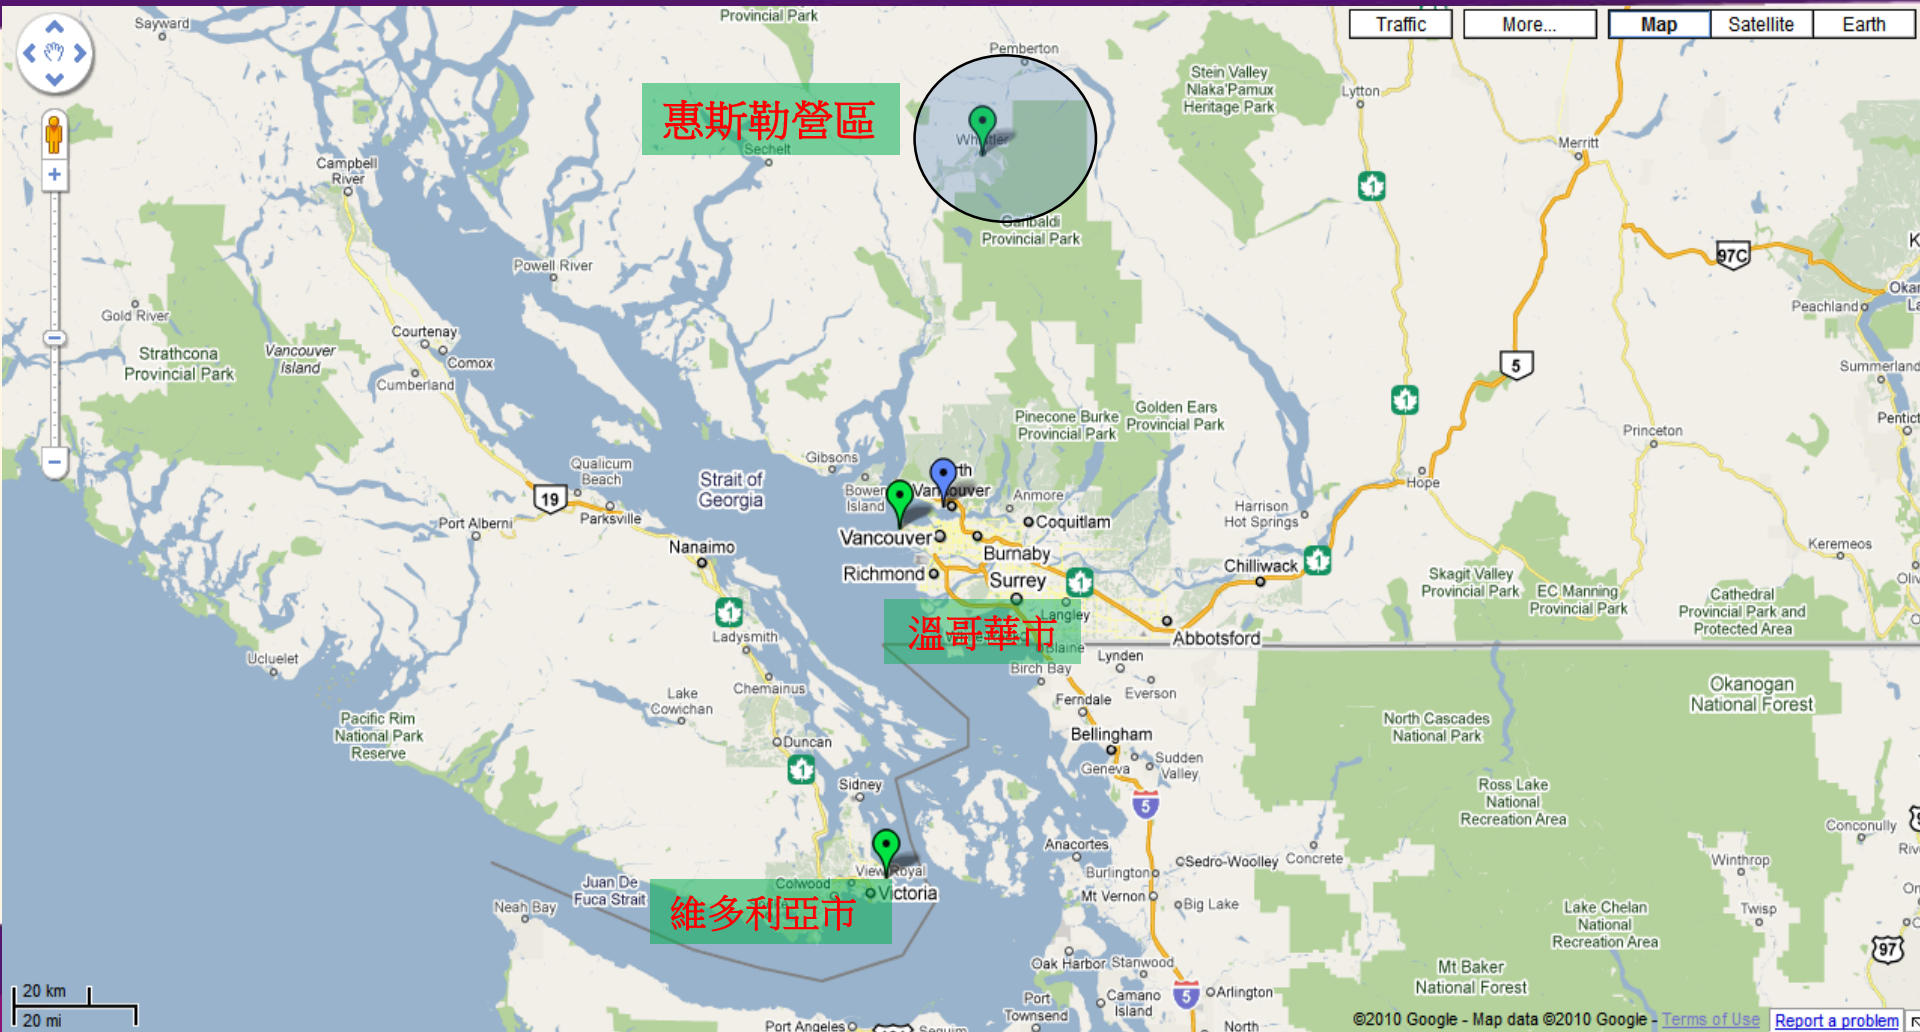 Sayward
Provincial Park
Traffic
More...
Map
Satellite
Earth
Pemberton
Stein Valley
Nlaka'Pamux
Heritage Park
Lytton
惠斯勒營區
Whistler
Sechelt
Merritt
Campbell
River
1
Garibaldi
Provincial Park
97C
Powell River
Gold River
Peachland
Courtenay
Comox
Cumberland
Strathcona
Provincial Park
Vancouver
Island
5
Summerland
1
Pinecone Burke
Provincial Park
Golden Ears
Provincial Park
Princeton
Gibsons
Qualicum
Beach
Strait of
Georgia
Bowen
Island
Vancouver
Anmore
Hope
19
Parksville
Port Alberni
Harrison
Hot Springs
Coquitlam
Vancouver
Nanaimo
Burnaby
Keremeos
Richmond
Surrey
1
Chilliwack
1
Skagit Valley
Provincial Park
EC Manning
Provincial Park
Cathedral
Provincial Park and
Protected Area
1
Ladysmith
Langley
溫哥華市
Abbotsford
Blaine
Lynden
Birch Bay
Ucluelet
Chemainus
Lake
Cowichan
Ferndale
Everson
Okanogan
National Forest
Pacific Rim
National Park
Reserve
North Cascades
National Park
Duncan
Bellingham
1
Geneva
Sudden
Valley
Sidney
5
Ross Lake
National
Recreation Area
Conconully
Anacortes
Sedro-Woolley
Concrete
Winthrop
View Royal
Burlington
Colwood
Victoria
Mt Vernon
Big Lake
Juan De
Fuca Strait
維多利亞市
Neah Bay
Lake Chelan
National
Recreation Area
Twisp
97
Oak Harbor
Stanwood
Mt Baker
National Forest
20 km
20 mi
Port
Townsend
Camano
Island
5
Arlington
Port Angeles
Sequim
North
©2010 Google - Map data ©2010 Google - Terms of Use
Report a problem